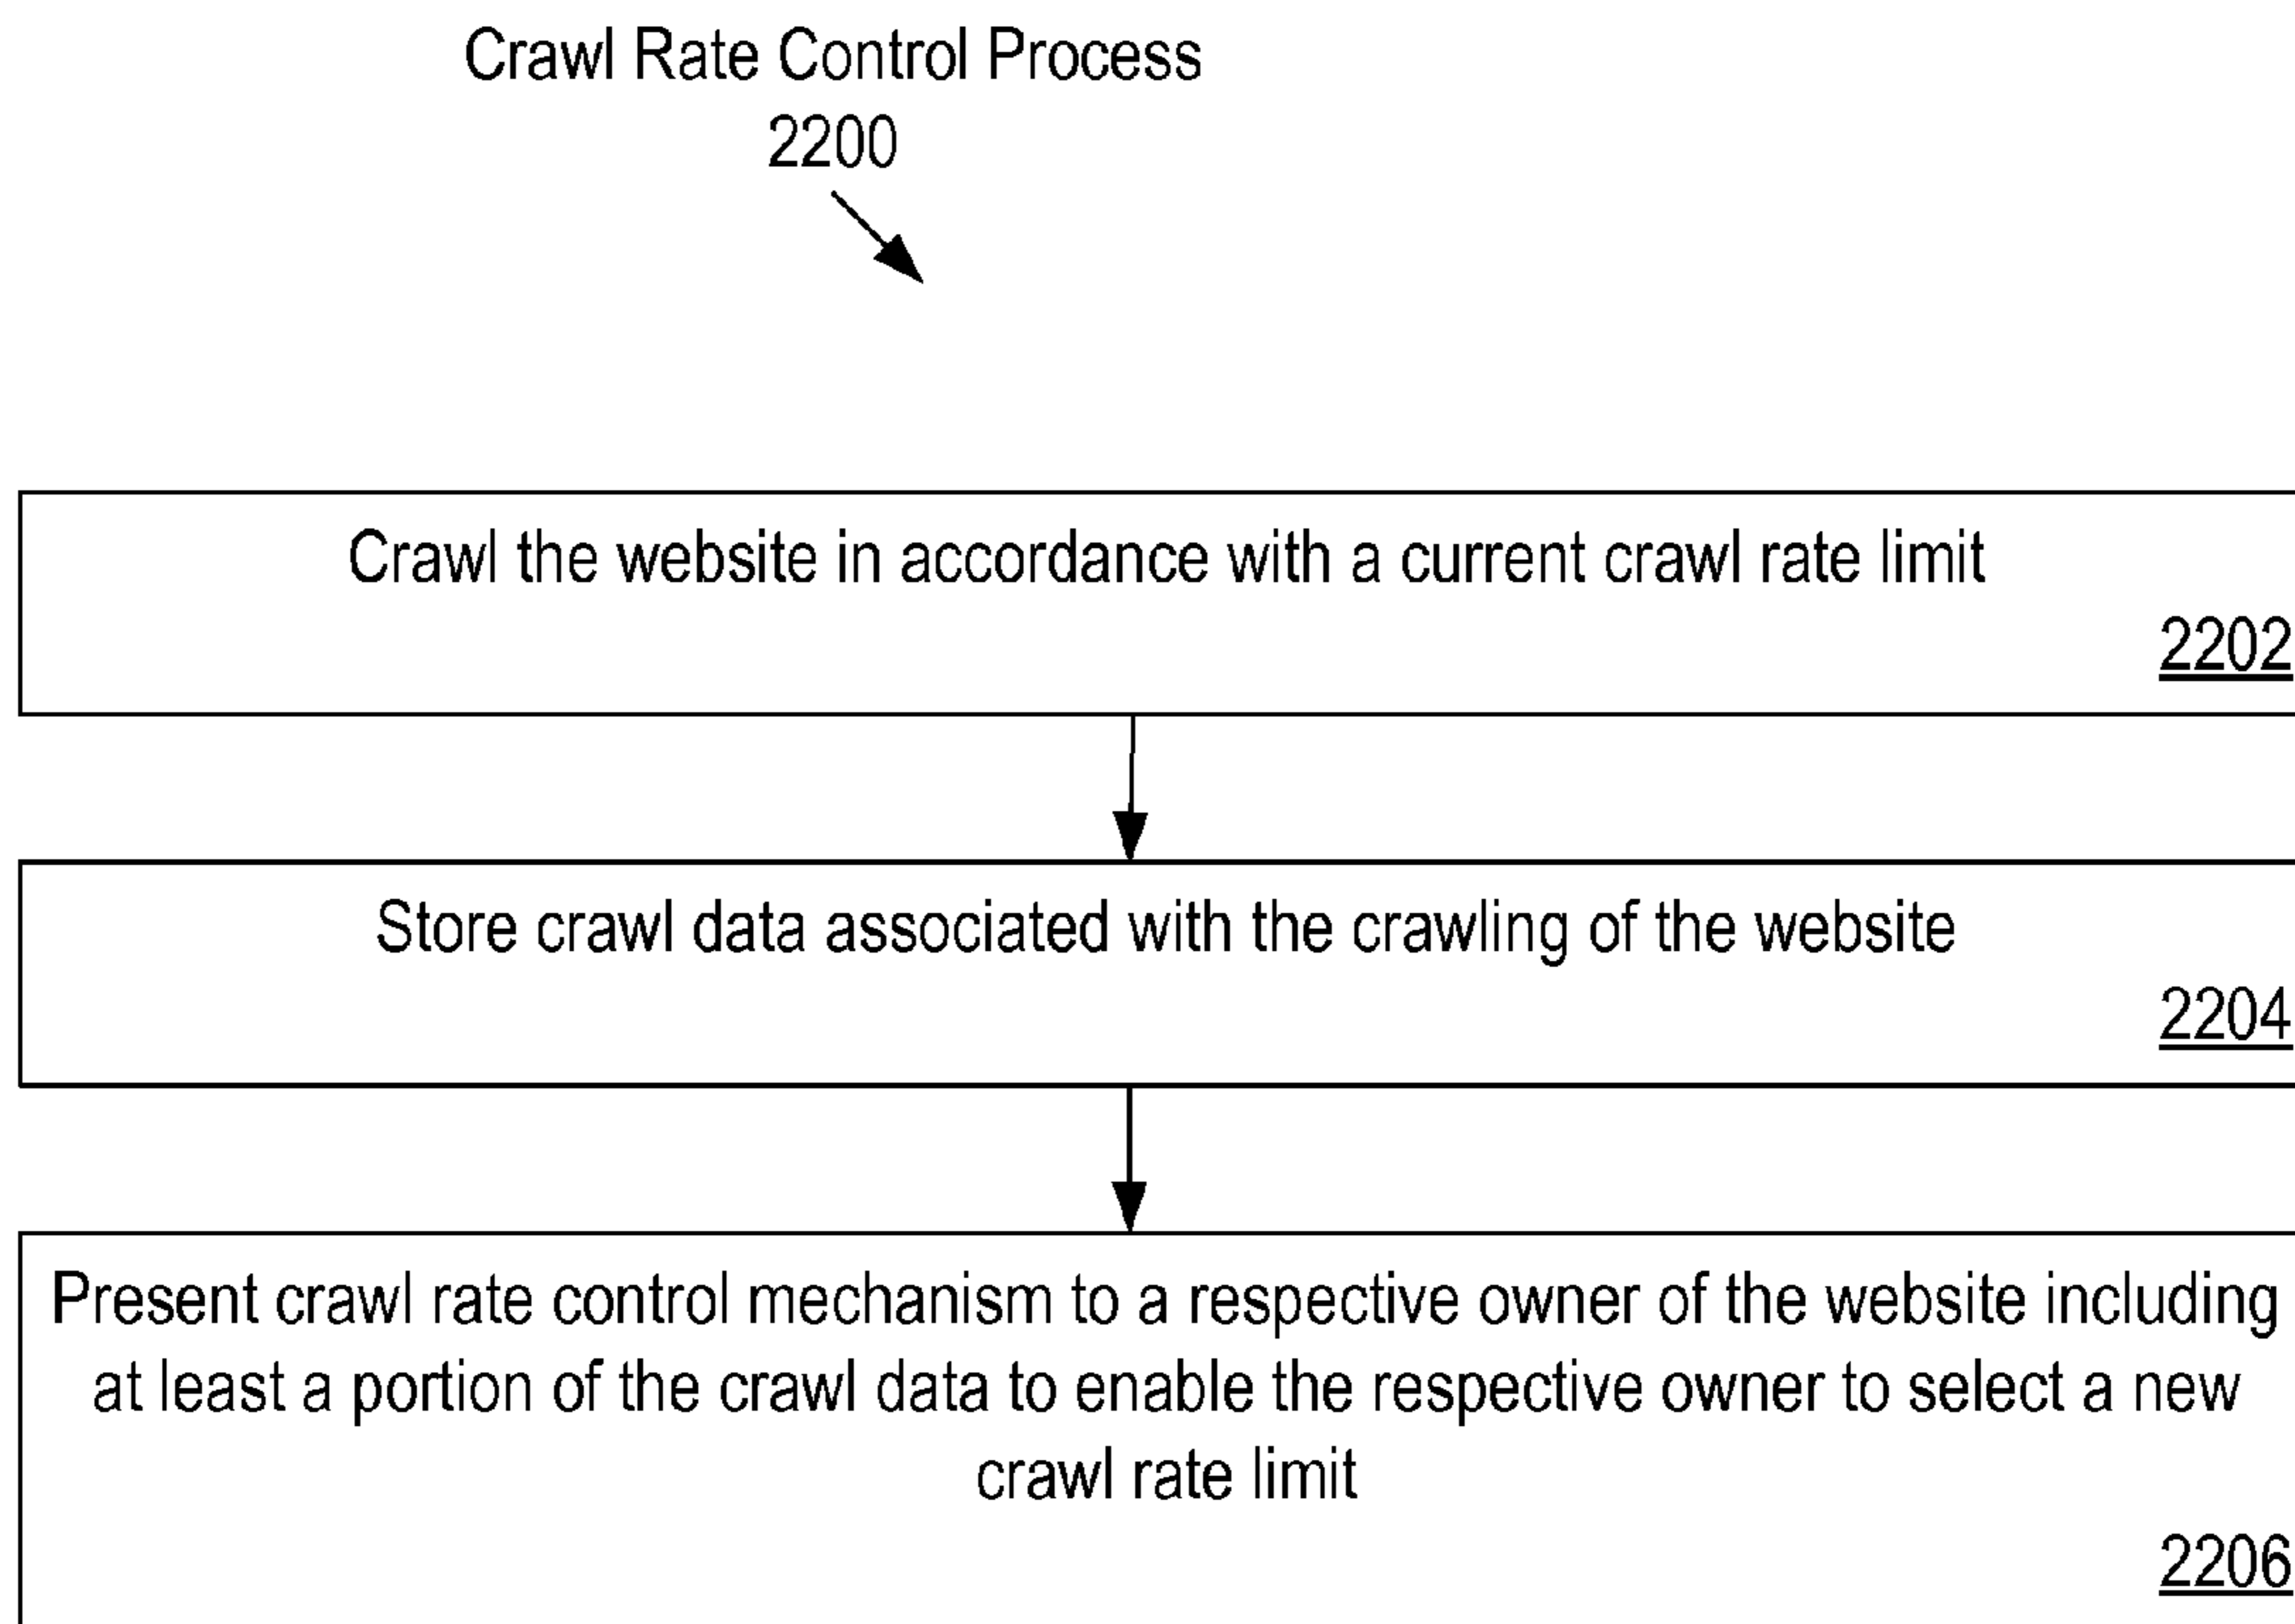 Crawl Rate Control Process
2200
Crawl the website in accordance with a current crawl rate limit
2202
Store crawl data associated with the crawling of the website
2204
Present crawl rate control mechanism to a respective owner of the website including
at least a portion of the crawl data to enable the respective owner to select a new
crawl rate limit
2206